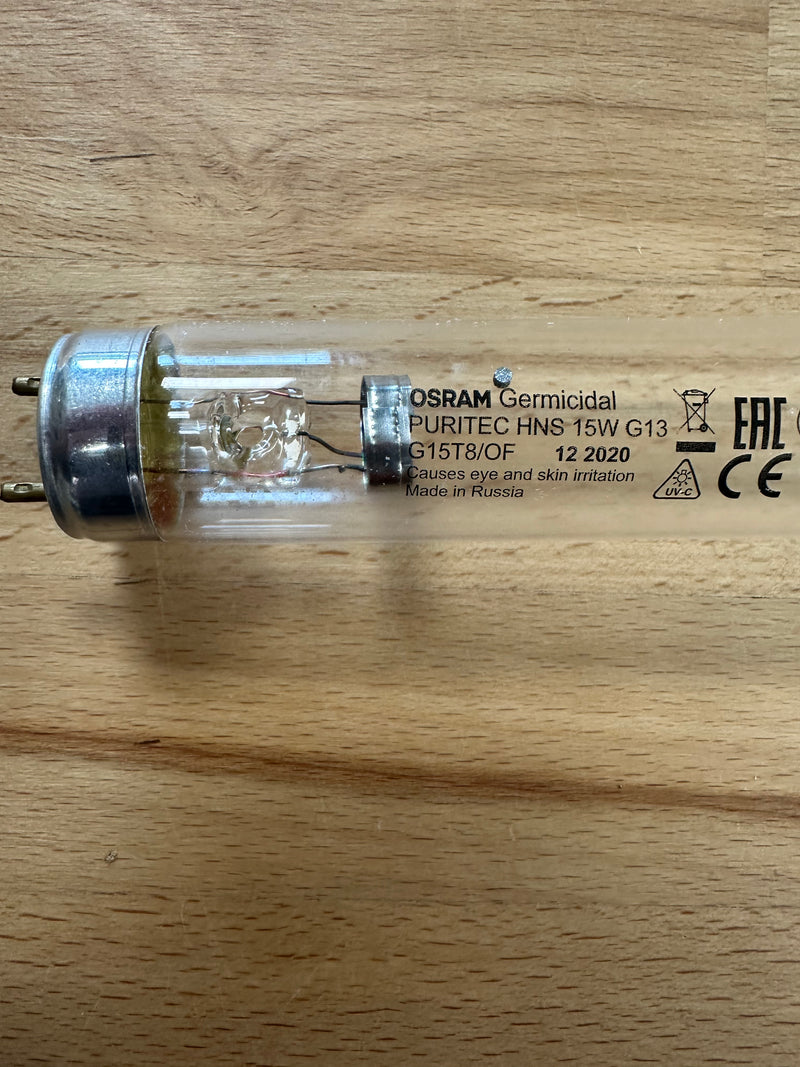 OSRAM Germicidal
PURITEC HNS 15W G13
G15T8/OF 12 2020
Causes eye and skin irritation
Made in Russia
UV-C
EAC
CE